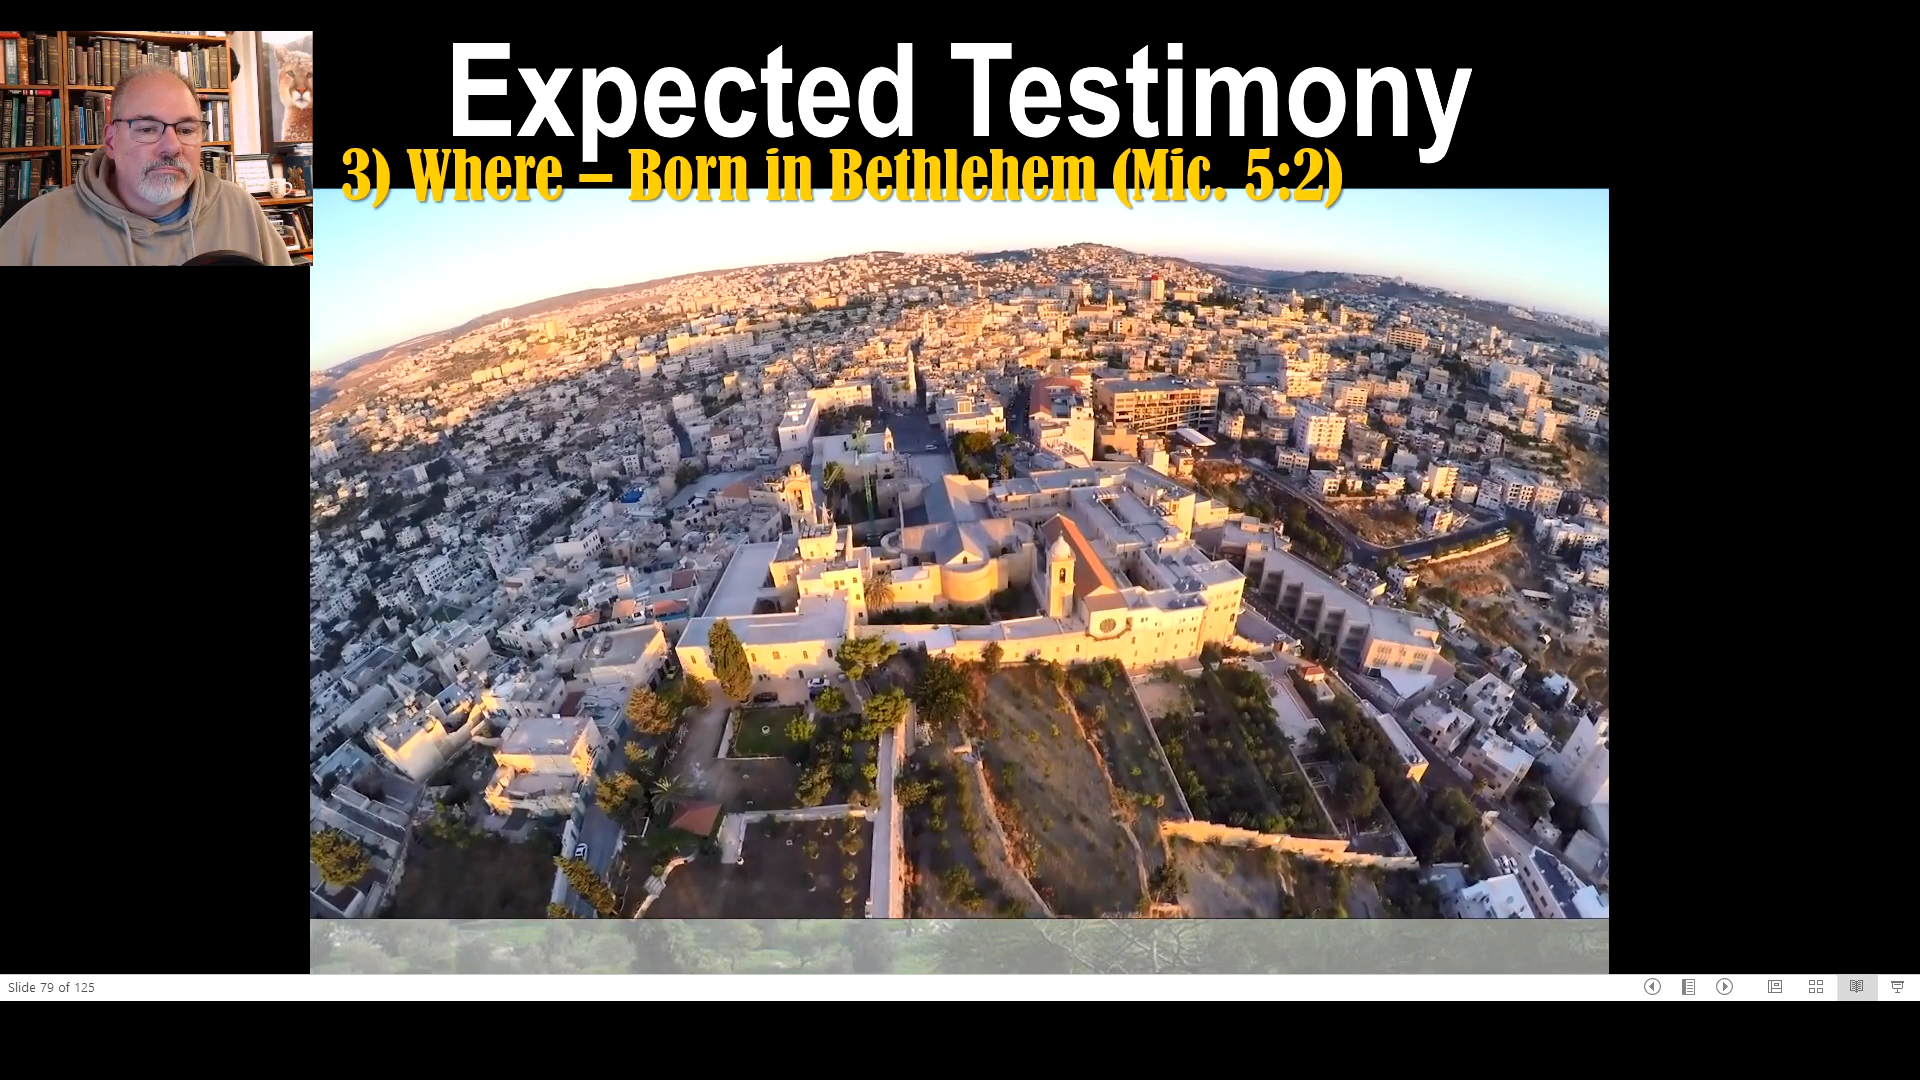 Expected Testimony
3) Where – Born in Bethlehem (Mic. 5:2)
Slide 79 of 125